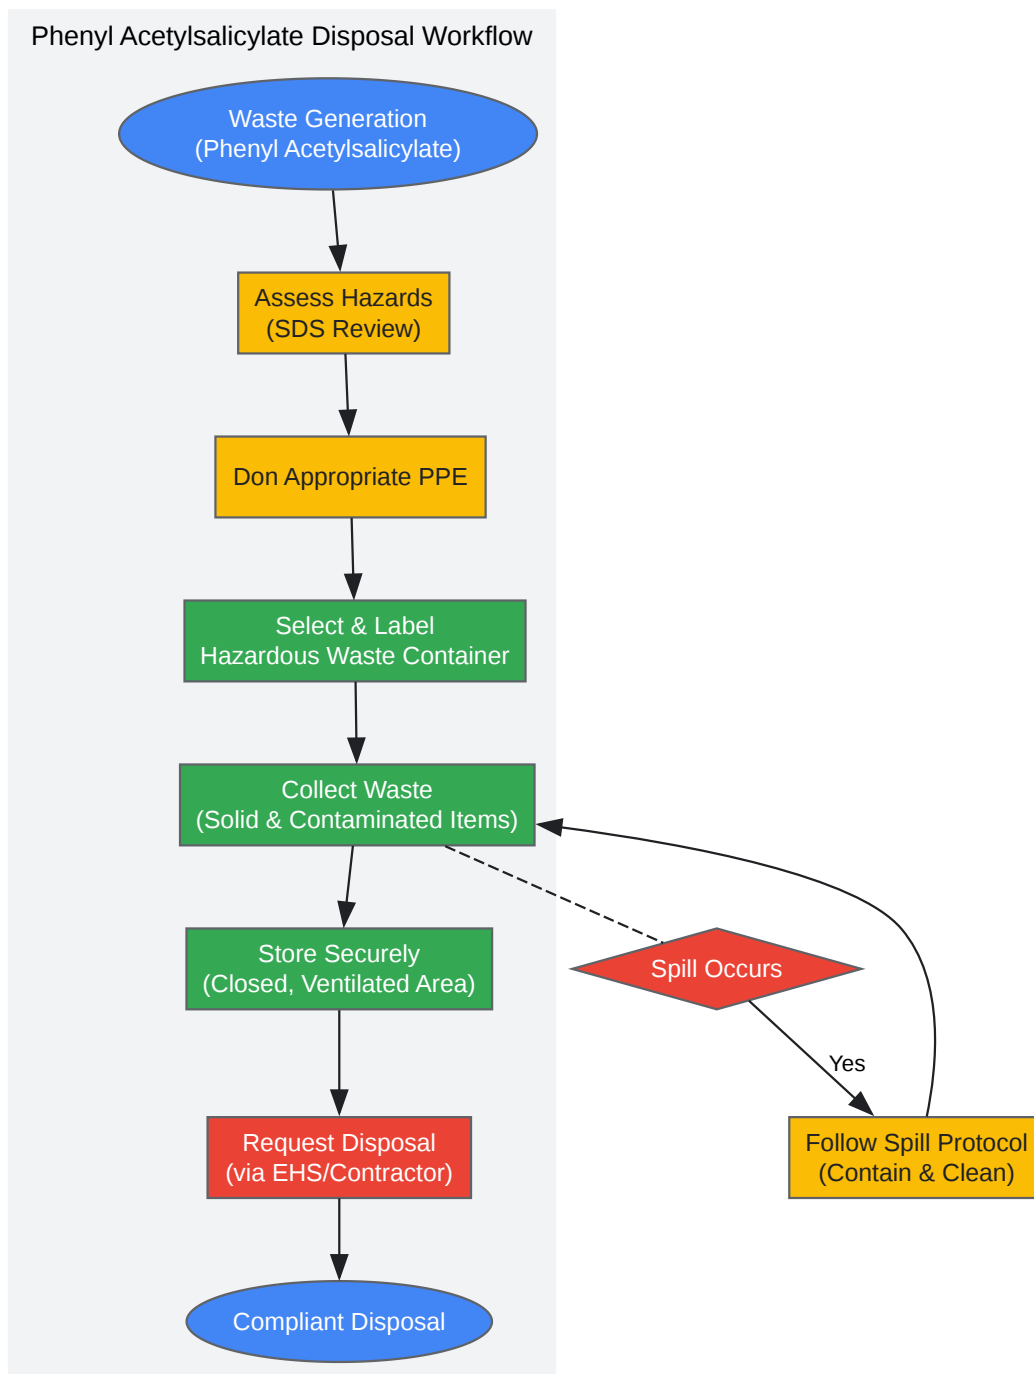 Phenyl Acetylsalicylate Disposal Workflow
Waste Generation
(Phenyl Acetylsalicylate)
Assess Hazards
(SDS Review)
Don Appropriate PPE
Select & Label
Hazardous Waste Container
Collect Waste
(Solid & Contaminated Items)
Store Securely
(Closed, Ventilated Area)
Spill Occurs
Yes
Request Disposal
(via EHS/Contractor)
Follow Spill Protocol
(Contain & Clean)
Compliant Disposal